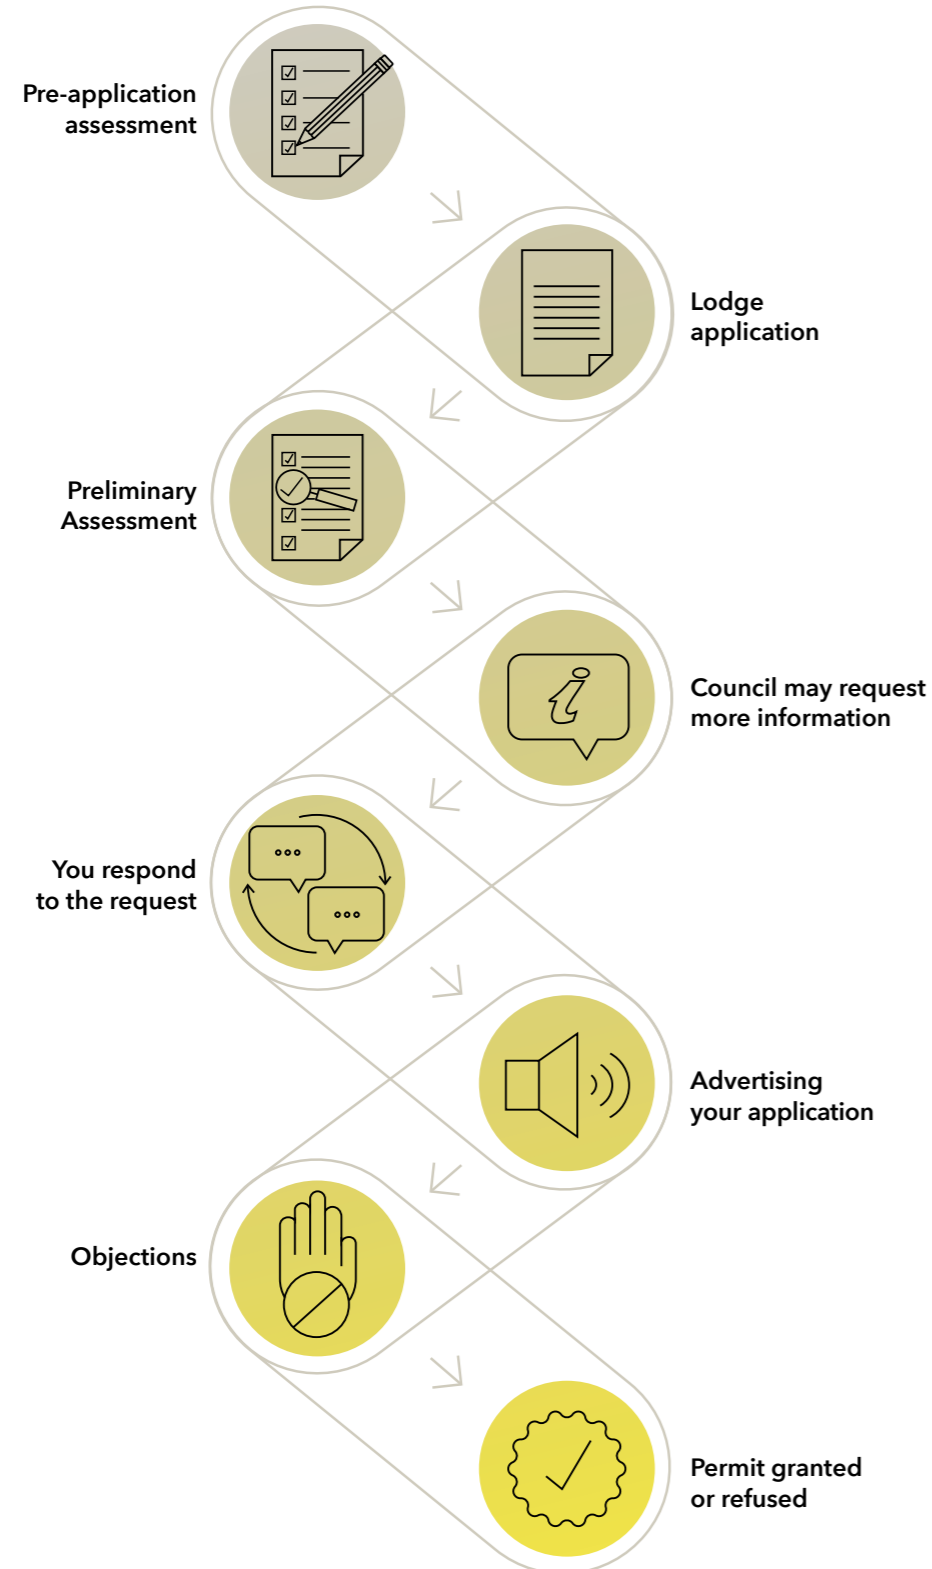 Pre-application
assessment
Lodge
application
Preliminary
Assessment
Council may request
more information
You respond
to the request
Advertising
your application
Objections
Permit granted
or refused